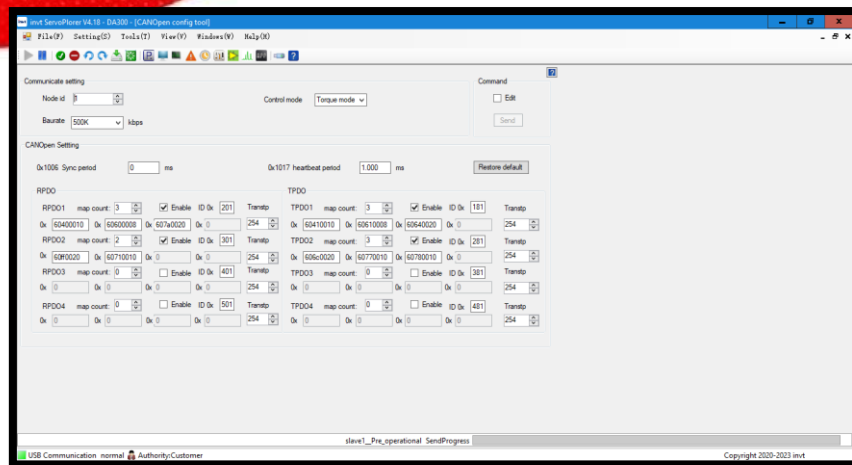 invt ServoPlorer V4.18 - DA300 - [CANOpen config tool]
File(F) Setting(S) Tools(T) View(V) Windows(W) Help(H)
Communicate setting
Command
Node id 1
Control mode Torque mode
Edit
Baurate 500K kbps
Send
CANOpen Setting
0x1006 Sync period 0 ms 0x1017 heartbeat period 1.000 ms Restore default
RPDO TPDO
RPDO1 map count: 3 Enable ID 0x 201 Transtp TPDO1 map count: 3 Enable ID 0x 181 Transtp
0x 60400010 0x 60600008 0x 607a0020 0x 0 254 0x 60410010 0x 60610008 0x 60640020 0x 0 254
RPDO2 map count: 2 Enable ID 0x 301 Transtp TPDO2 map count: 3 Enable ID 0x 281 Transtp
0x 60ff0020 0x 60710010 0x 0 0x 0 254 0x 606c0020 0x 60770010 0x 60780010 0x 0 254
RPDO3 map count: 0 Enable ID 0x 401 Transtp TPDO3 map count: 0 Enable ID 0x 381 Transtp
0x 0 0x 0 0x 0 0x 0 254 0x 0 0x 0 0x 0 0x 0 254
RPDO4 map count: 0 Enable ID 0x 501 Transtp TPDO4 map count: 0 Enable ID 0x 481 Transtp
0x 0 0x 0 0x 0 0x 0 254 0x 0 0x 0 0x 0 0x 0 254
slave1__Pre_operational SendProgress
USB Communication normal Authority:Customer Copyright 2020-2023 invt